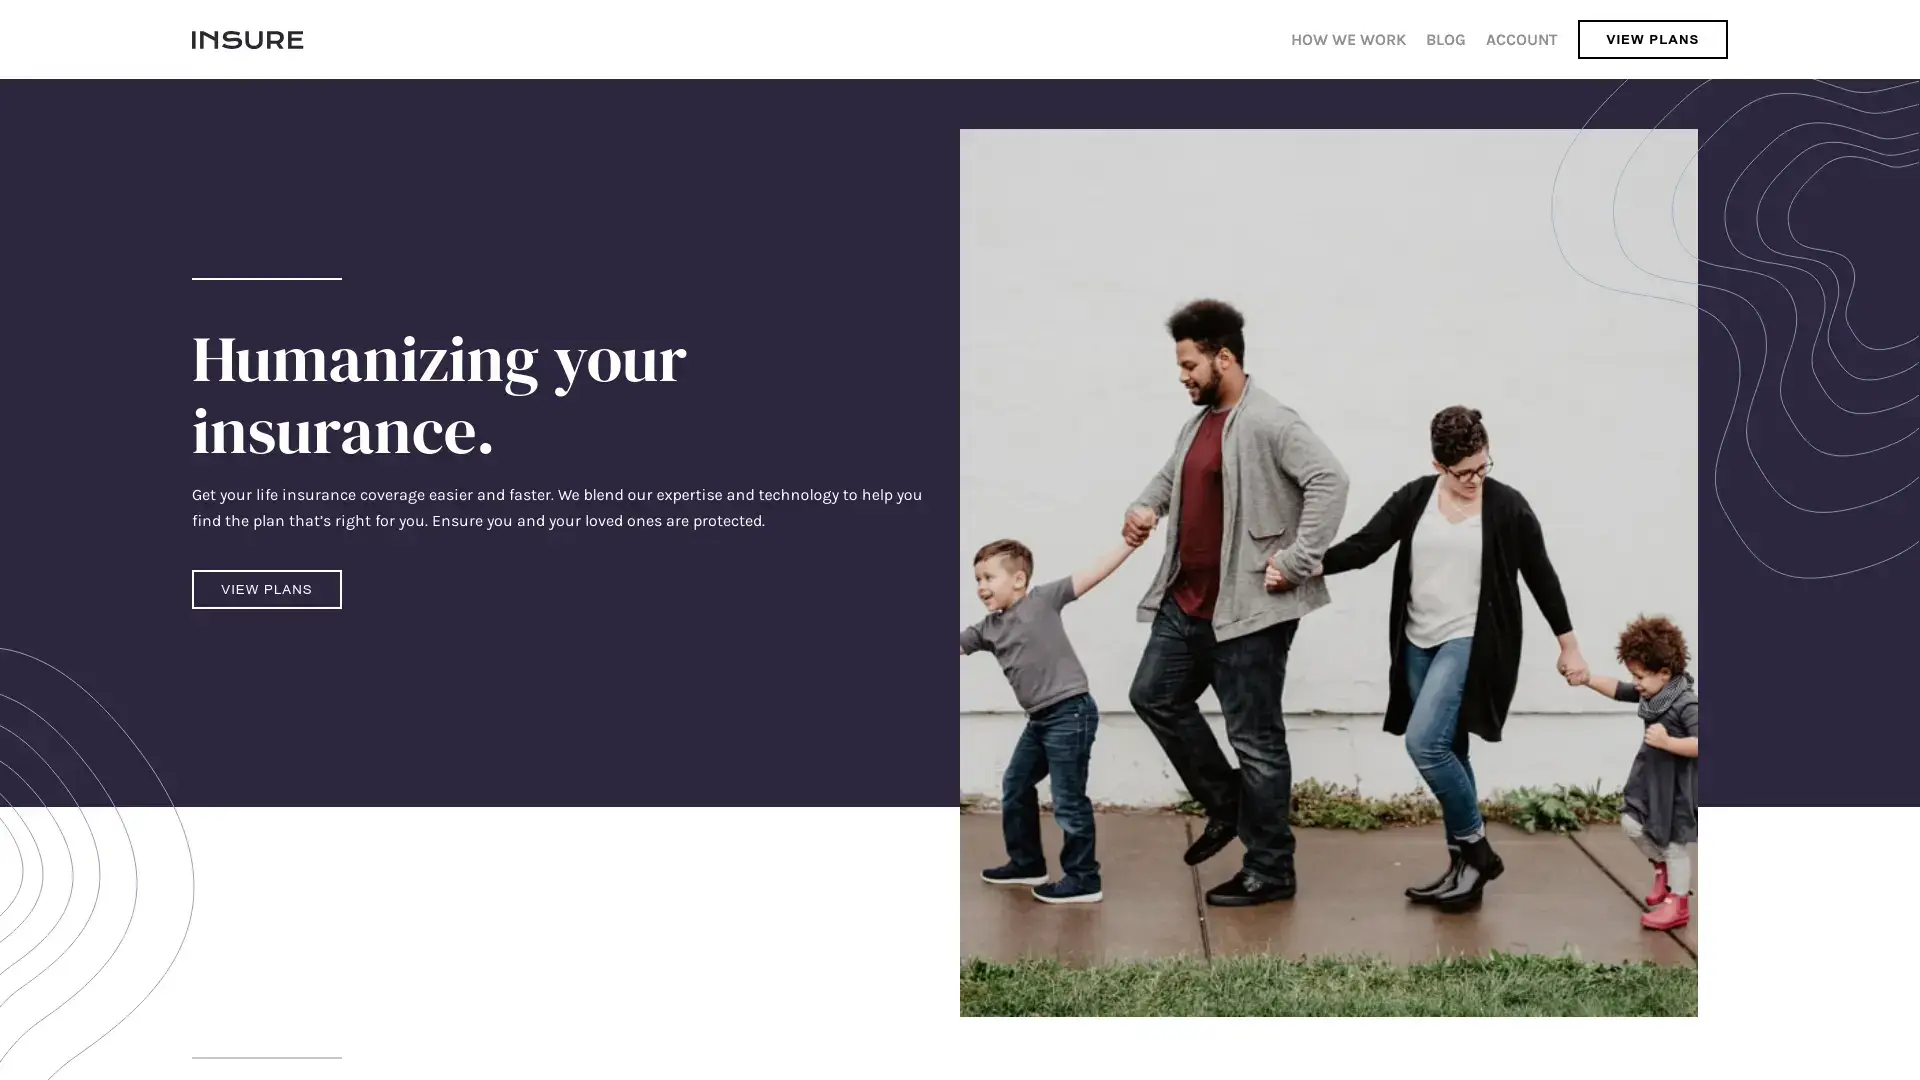 INSURE
HOW WE WORK
BLOG
ACCOUNT
VIEW PLANS
Humanizing your
insurance.
Get your life insurance coverage easier and faster. We blend our expertise and technology to help you
find the plan that’s right for you. Ensure you and your loved ones are protected.
VIEW PLANS